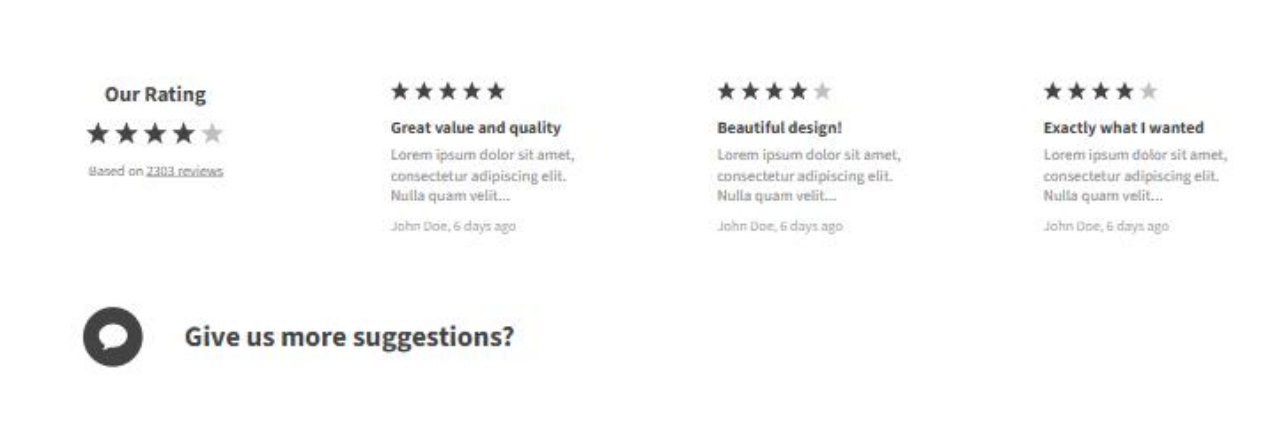 Our Rating
Based on 2303 reviews
Great value and quality
Lorem ipsum dolor sit amet,
consectetur adipiscing elit.
Nulla quam velit...
John Doe, 6 days ago
Beautiful design!
Lorem ipsum dolor sit amet,
consectetur adipiscing elit.
Nulla quam velit...
John Doe, 6 days ago
Exactly what I wanted
Lorem ipsum dolor sit amet,
consectetur adipiscing elit.
Nulla quam velit...
John Doe, 6 days ago
Give us more suggestions?